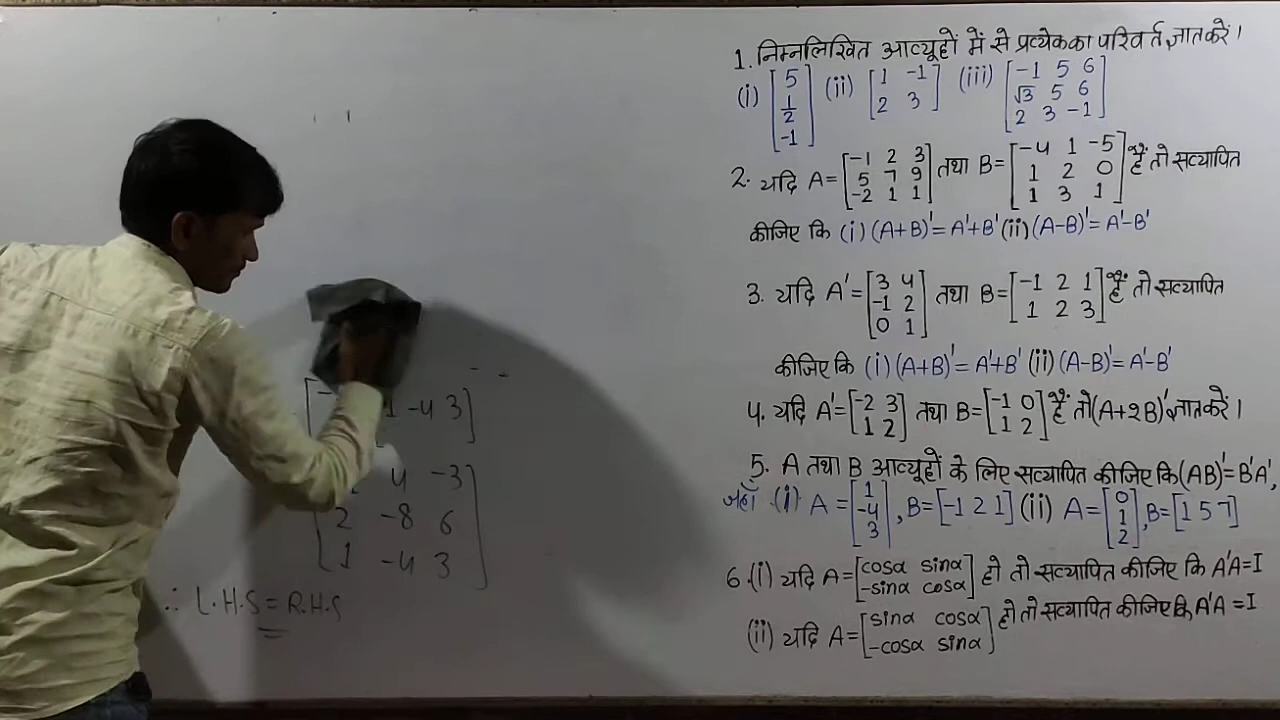 1. निम्नलिखित आव्यूहों में से प्रत्येक का परिवर्त ज्ञात करें।
(i) [5 1/2 -1] (ii) [1 -1 2 3] (iii) [-1 5 6 √3 5 6 2 3 -1]
2. यदि A= [-1 2 3 5 7 9 -2 1 1] तथा B= [-4 1 -5 1 2 0 1 3 1] हैं तो सत्यापित
कीजिए कि (i) (A+B)'= A'+B' (ii) (A-B)'= A'-B'
3. यदि A'= [3 4 -1 2 0 1] तथा B= [-1 2 1 1 2 3] हैं तो सत्यापित
कीजिए कि (i) (A+B)'= A'+B' (ii) (A-B)'= A'-B'
4. यदि A'= [-2 3 1 2] तथा B= [-1 0 1 2] हैं तो (A+2B)' ज्ञात करें।
5. A तथा B आव्यूहों के लिए सत्यापित कीजिए कि (AB)'= B'A',
जहाँ (i) A = [1 -4 3], B= [-1 2 1] (ii) A= [0 1 2], B= [1 5 7]
6.(i) यदि A= [cosα sinα -sinα cosα] हो तो सत्यापित कीजिए कि A'A=I
(ii) यदि A= [sinα cosα -cosα sinα] हो तो सत्यापित कीजिए कि A'A =I
-4 3]
4 -3
2 -8 6
1 -4 3
∴ L.H.S = R.H.S